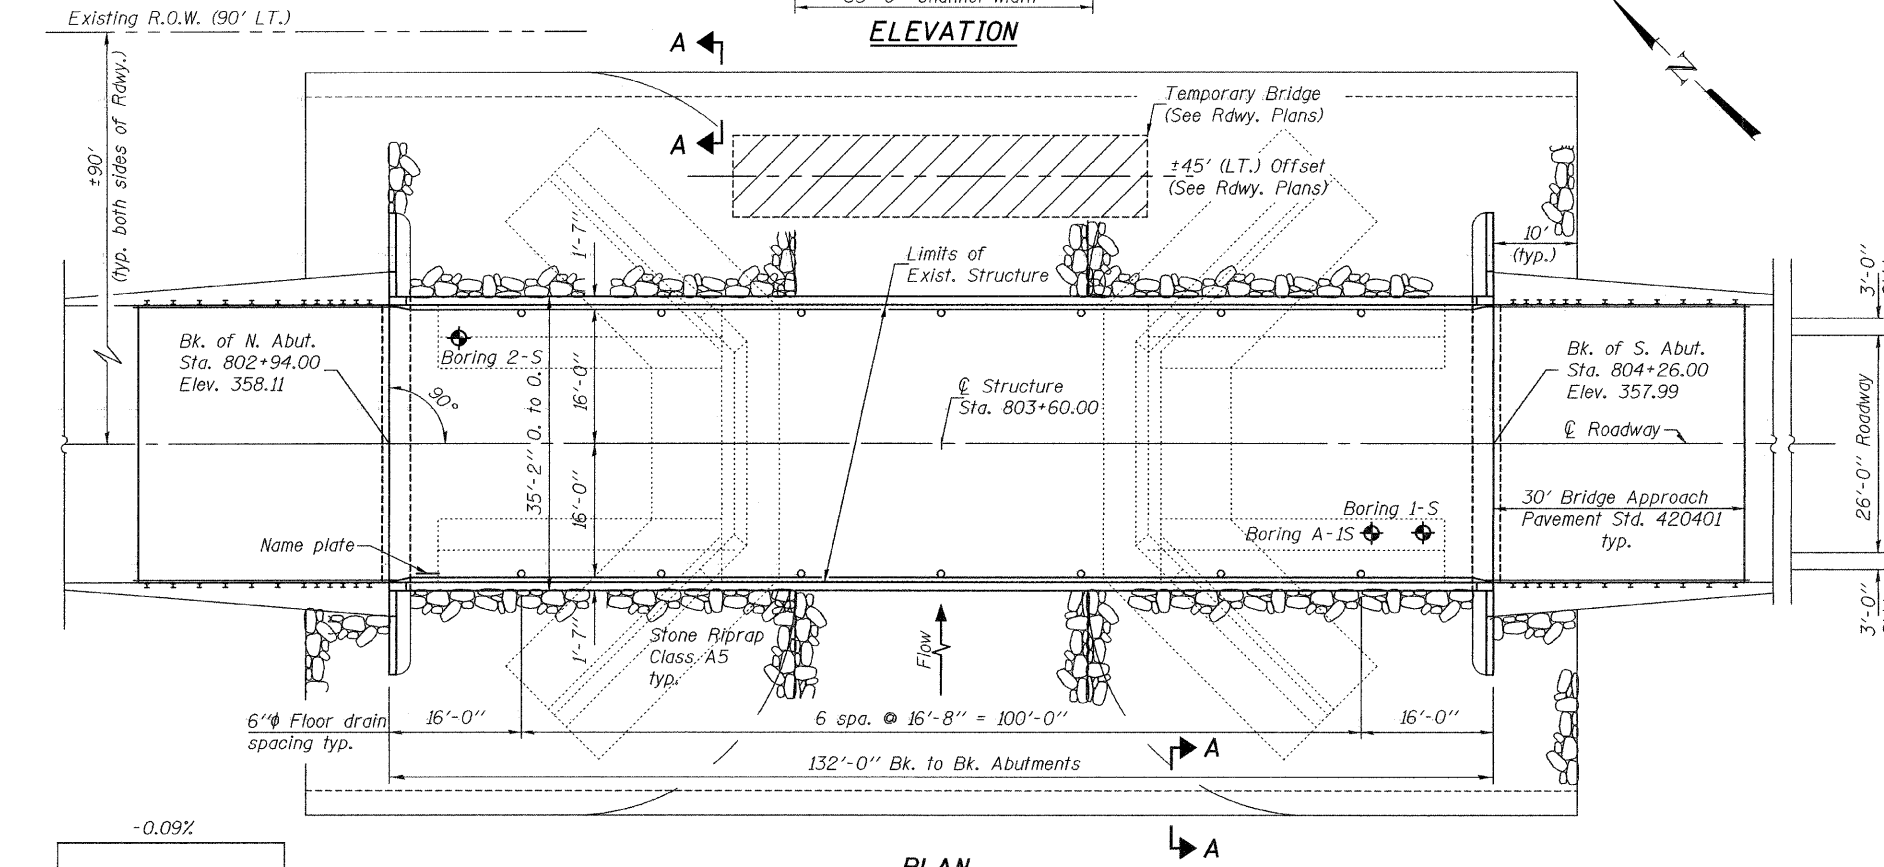 Existing R.O.W. (90' LT.)
ELEVATION
A
A
N
±90'
(typ. both sides of Rdwy.)
Temporary Bridge
(See Rdwy. Plans)
±45' (LT.) Offset
(See Rdwy. Plans)
1'-7"
Limits of
Exist. Structure
10'
(typ.)
3'-0"
Bk. of N. Abut.
Sta. 802+94.00
Elev. 358.11
Boring 2-S
90°
35'-2" O. to O.
16'-0"
16'-0"
℄ Structure
Sta. 803+60.00
Bk. of S. Abut.
Sta. 804+26.00
Elev. 357.99
℄ Roadway
26'-0" Roadway
Boring 1-S
Boring A-1S
30' Bridge Approach
Pavement Std. 420401
typ.
Name plate
1'-7"
Stone Riprap
Class A5
typ.
Flow
3'-0"
6"ϕ Floor drain
spacing typ.
16'-0"
6 spa. @ 16'-8" = 100'-0"
16'-0"
A
132'-0" Bk. to Bk. Abutments
A
-0.09%
PLAN